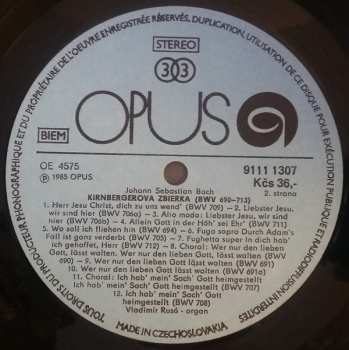 TOUS DROITS DU PRODUCTEUR PHONOGRAPHIQUE ET DU PROPRIÉTAIRE DE L'OEUVRE ENREGISTRÉE RÉSERVÉS, DUPLICATION, UTILISATION DE CE DISQUE POUR EXÉCUTION PUBLIQUE ET RADIODIFFUSION INTERDITES
STEREO
33
OPUS
BIEM
OE 4575
℗ 1985 OPUS
9111 1307
Kčs 36,-
2. strana
Johann Sebastian Bach
KIRNBERGEROVA ZBIERKA (BWV 690-713)
1. Herr Jesu Christ, dich zu uns wend' (BWV 709) - 2. Liebster Jesu,
wir sind hier (BWV 706a) - 3. Alio modo: Liebster Jesu, wir sind
hier (BWV 706b) - 4. Allein Gott in der Höh' sei Ehr' (BWV 711)
Wo soll ich fliehen hin (BWV 694) - 6. Fuga sopra Durch Adam's
Fall ist ganz verderbt (BWV 705) - 7. Fughetta super In dich hab'
ich gehoffet, Herr (BWV 712) - 8. Choral: Wer nur den lieben
Gott, lässt walten. Wer nur den lieben Gott, lässt walten (BWV
690) - 9. Wer nur den lieben Gott lässt walten (BWV 691)
10. Wer nur den lieben Gott lässt walten (BWV 691a)
11. Choral: Ich hab' mein' Sach' Gott heimgestellt
Ich hab' mein' Sach' Gott heimgestellt (BWV 707)
12. Ich hab' mein' Sach' Gott
heimgestellt (BWV 708)
Vladimír Rusó - organ
MADE IN CZECHOSLOVAKIA